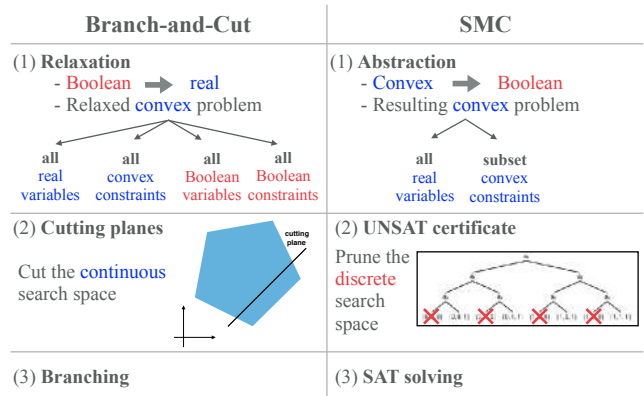 Branch-and-Cut
SMC
(1) Relaxation
- Boolean real
- Relaxed convex problem
all
real
variables
all
convex
constraints
all
Boolean
variables
all
Boolean
constraints
(1) Abstraction
- Convex Boolean
- Resulting convex problem
all
real
variables
subset
convex
constraints
(2) Cutting planes
Cut the continuous
search space
cutting
plane
(2) UNSAT certificate
Prune the
discrete
search
space
(3) Branching
(3) SAT solving